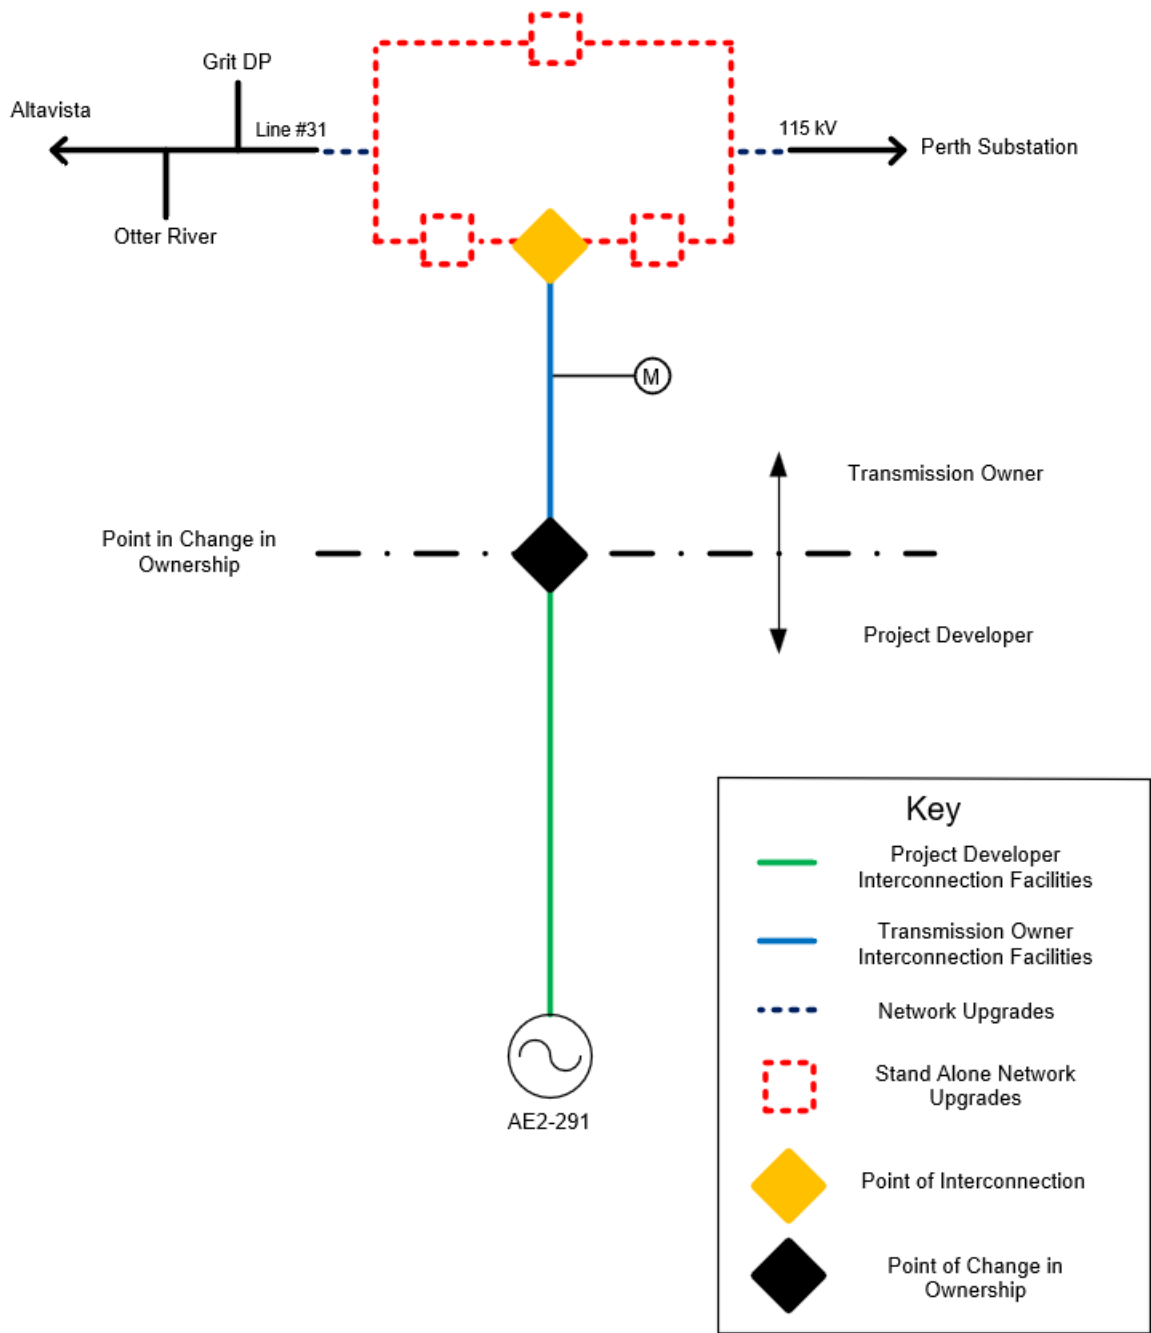 Grit DP
Altavista
Line #31
115 kV
Perth Substation
Otter River
M
Transmission Owner
Point in Change in
Ownership
Project Developer
Key
Project Developer
Interconnection Facilities
Transmission Owner
Interconnection Facilities
Network Upgrades
Stand Alone Network
Upgrades
AE2-291
Point of Interconnection
Point of Change in
Ownership